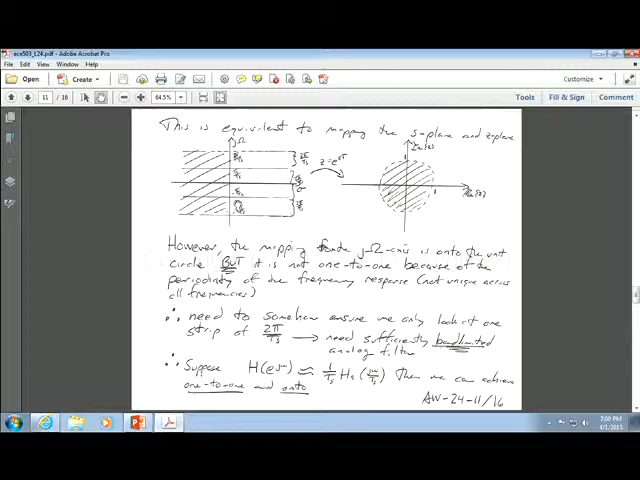 ece503_L24.pdf - Adobe Acrobat Pro
File Edit View Window Help
Open Create
11 / 16 64.5% Customize
Tools Fill & Sign Comment
This is equivalent to mapping the s-plane and z-plane
jΩ
z=e^sT
σ
However, the mapping from the jΩ-axis is onto the unit
circle BUT it is not one-to-one because of the
periodicity of the frequency response (not unique across
all frequencies)
∴ need to somehow ensure we only look at one
strip of 2π/Ts → need sufficiently bandlimited
analog filter
∴ Suppose H(e^jω) ≈ 1/Ts Ha(jω/Ts) Then we can achieve
one-to-one and onto
AW-24-11/16
7:00 PM
4/1/2015